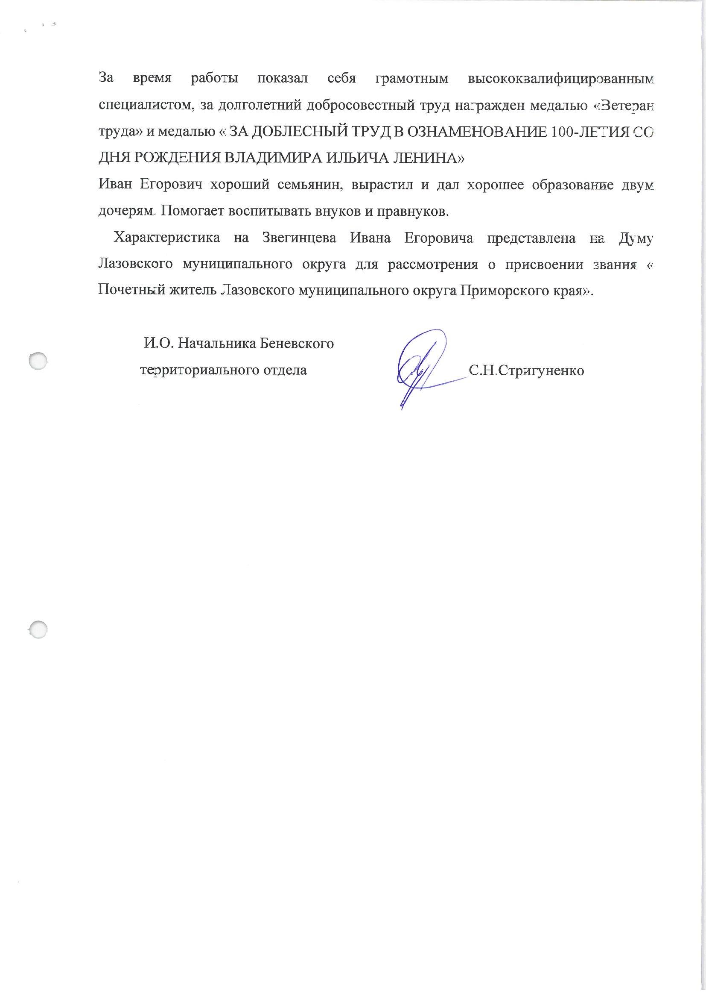 За время работы показал себя грамотным высококвалифицированным
специалистом, за долголетний добросовестный труд награжден медалью «Ветеран
труда» и медалью « ЗА ДОБЛЕСНЫЙ ТРУД В ОЗНАМЕНОВАНИЕ 100-ЛЕТИЯ СО
ДНЯ РОЖДЕНИЯ ВЛАДИМИРА ИЛЬИЧА ЛЕНИНА»
Иван Егорович хороший семьянин, вырастил и дал хорошее образование двум
дочерям. Помогает воспитывать внуков и правнуков.
Характеристика на Звегинцева Ивана Егоровича представлена на Думу
Лазовского муниципального округа для рассмотрения о присвоении звания «
Почетный житель Лазовского муниципального округа Приморского края».
И.О. Начальника Беневского
территориального отдела С.Н.Стригуненко